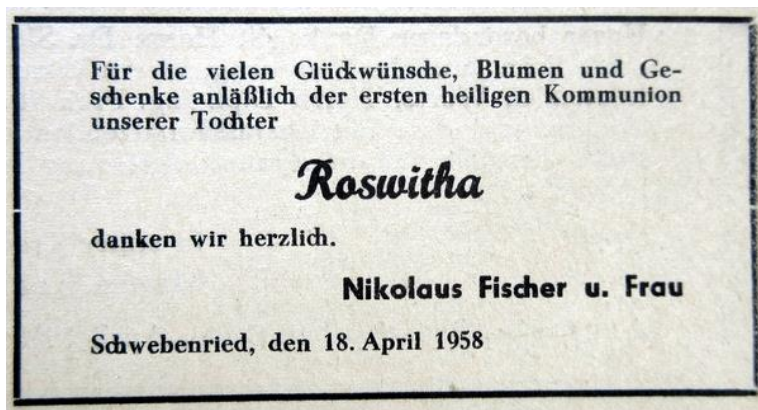 Für die vielen Glückwünsche, Blumen und Ge-
schenke anläßlich der ersten heiligen Kommunion
unserer Tochter
Roswitha
danken wir herzlich.
Nikolaus Fischer u. Frau
Schwebenried, den 18. April 1958